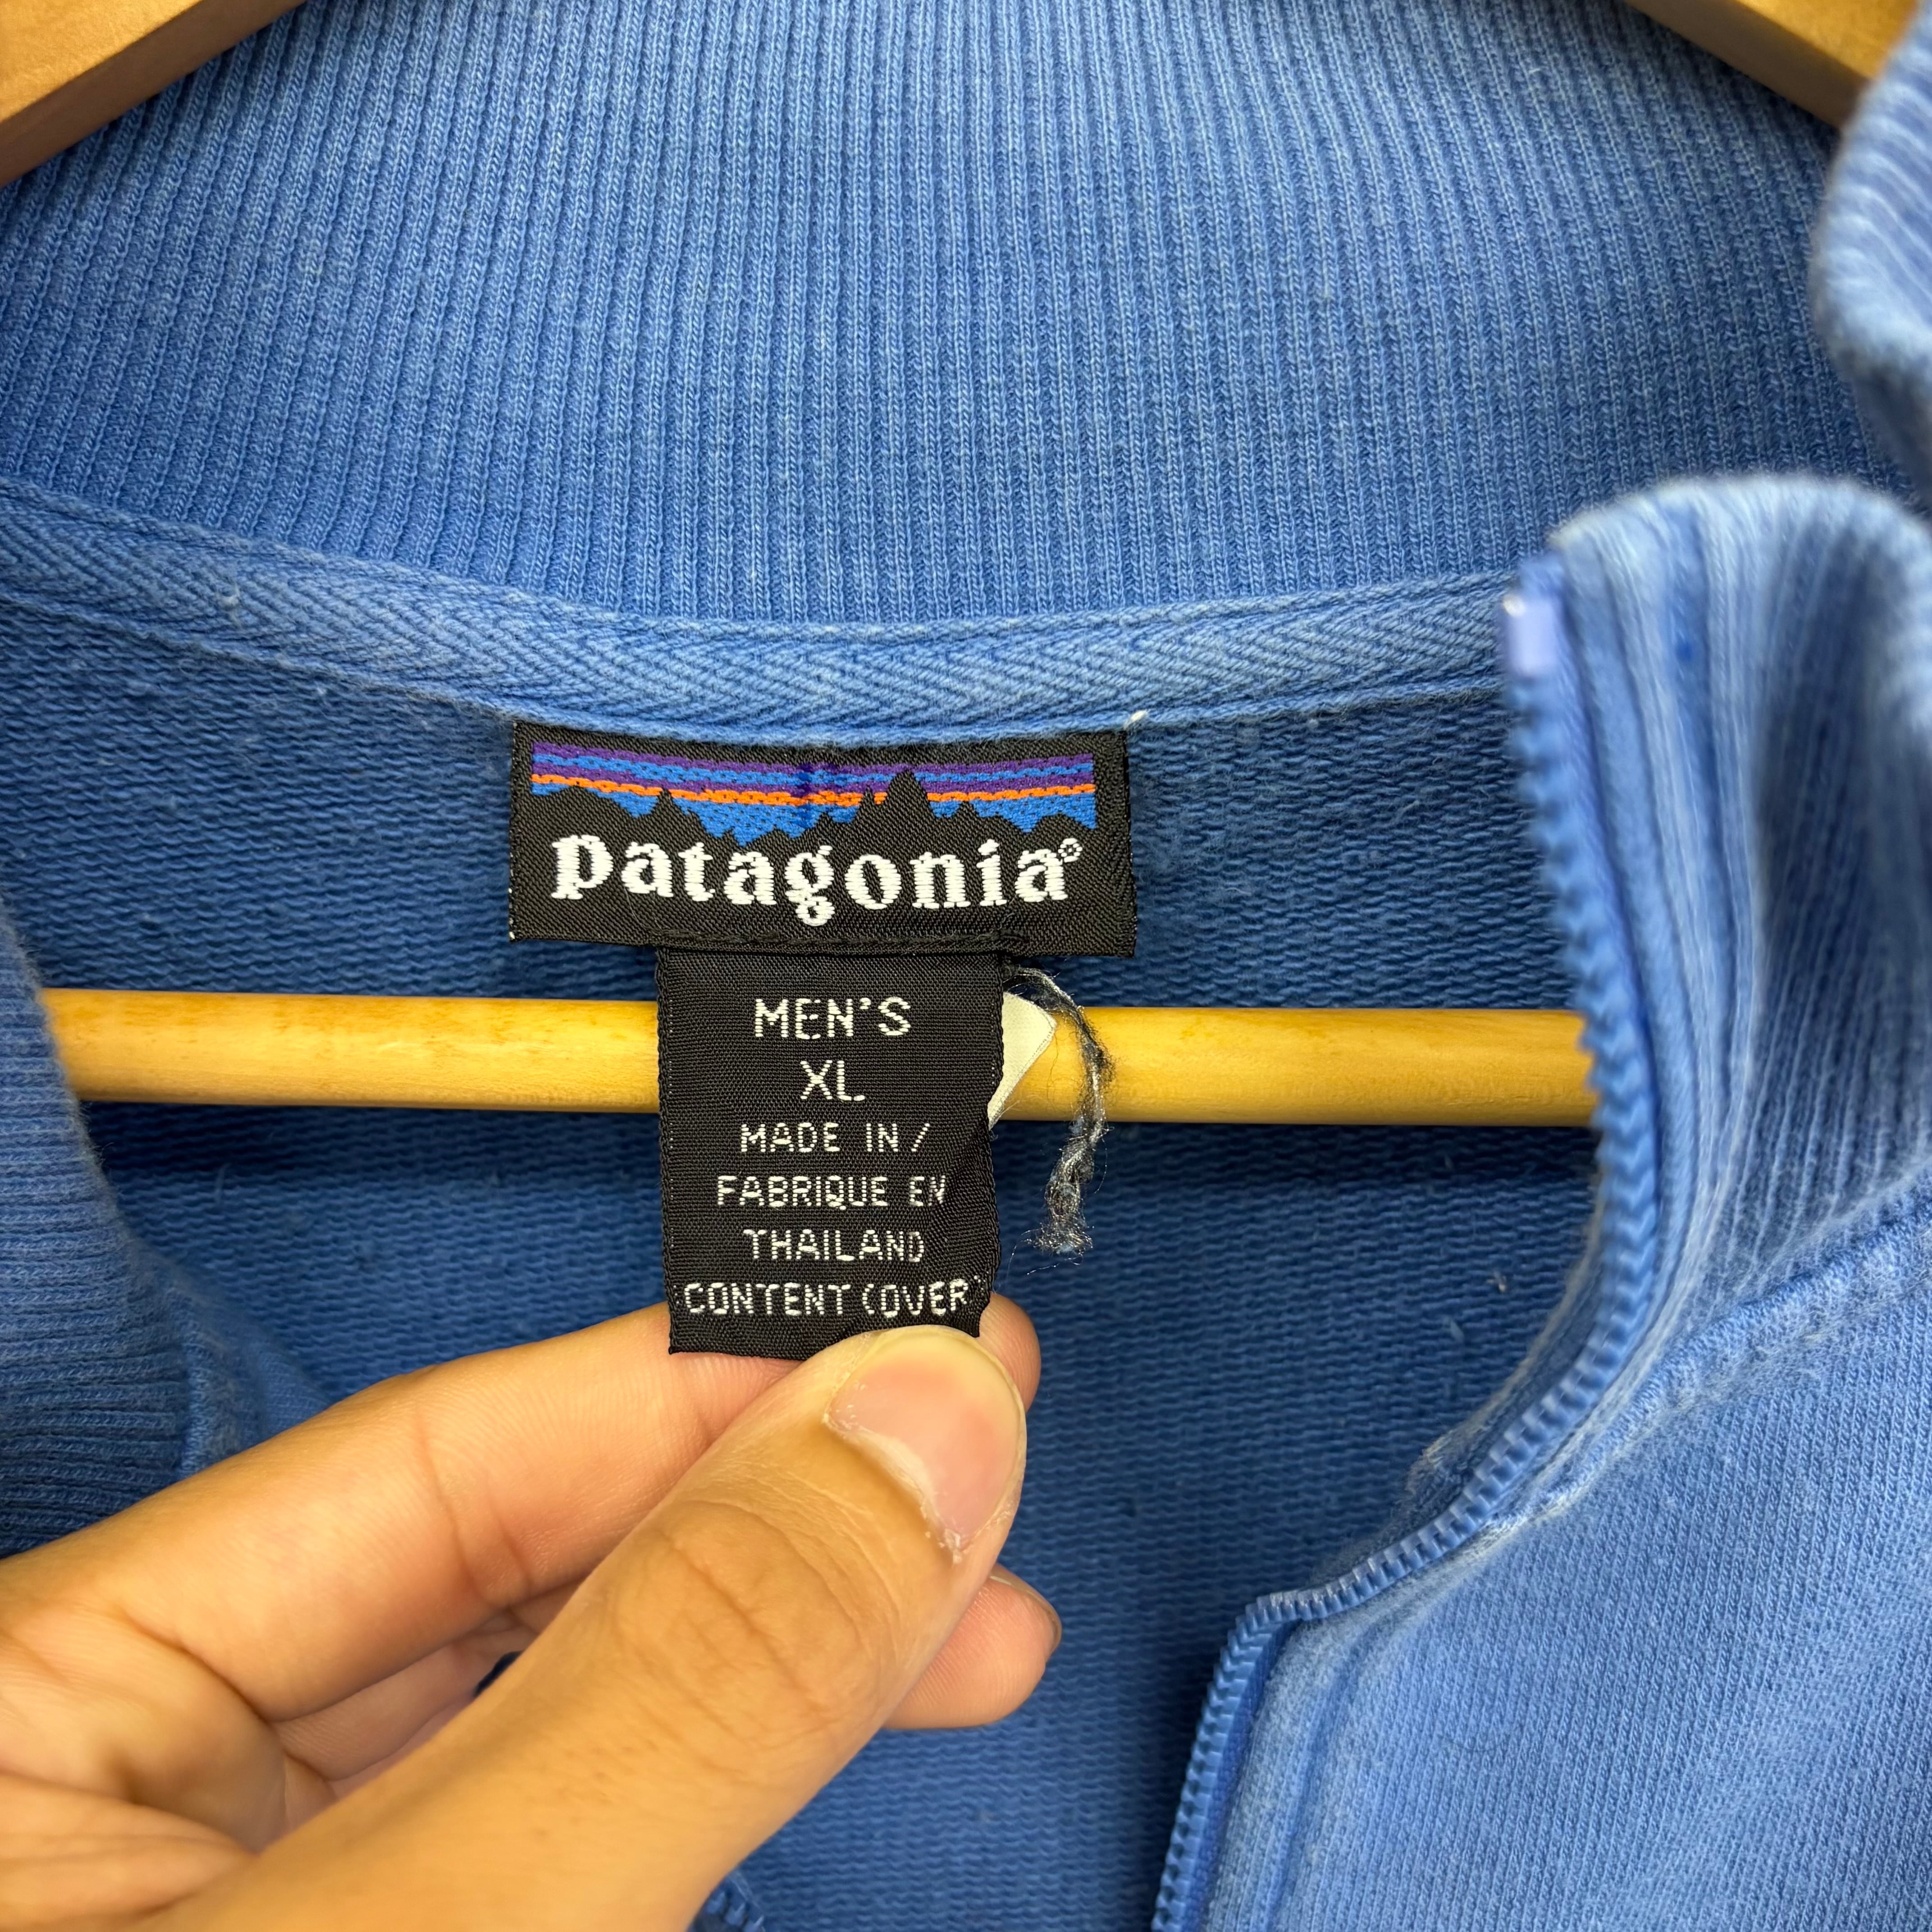 patagonia®
MEN'S
XL
MADE IN/
FABRIQUE EN
THAILAND
CONTENT (OVER)